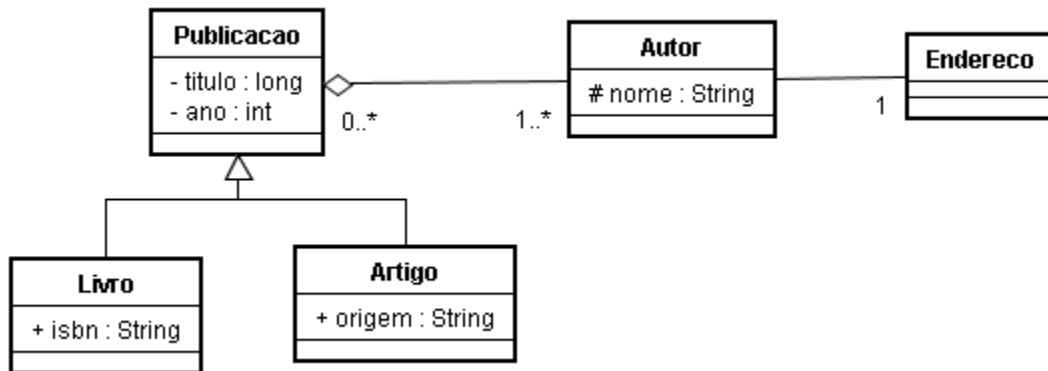 Publicacao
- titulo : long
- ano : int
0..*
1..*
Autor
# nome : String
1
Endereco
Livro
+ isbn : String
Artigo
+ origem : String